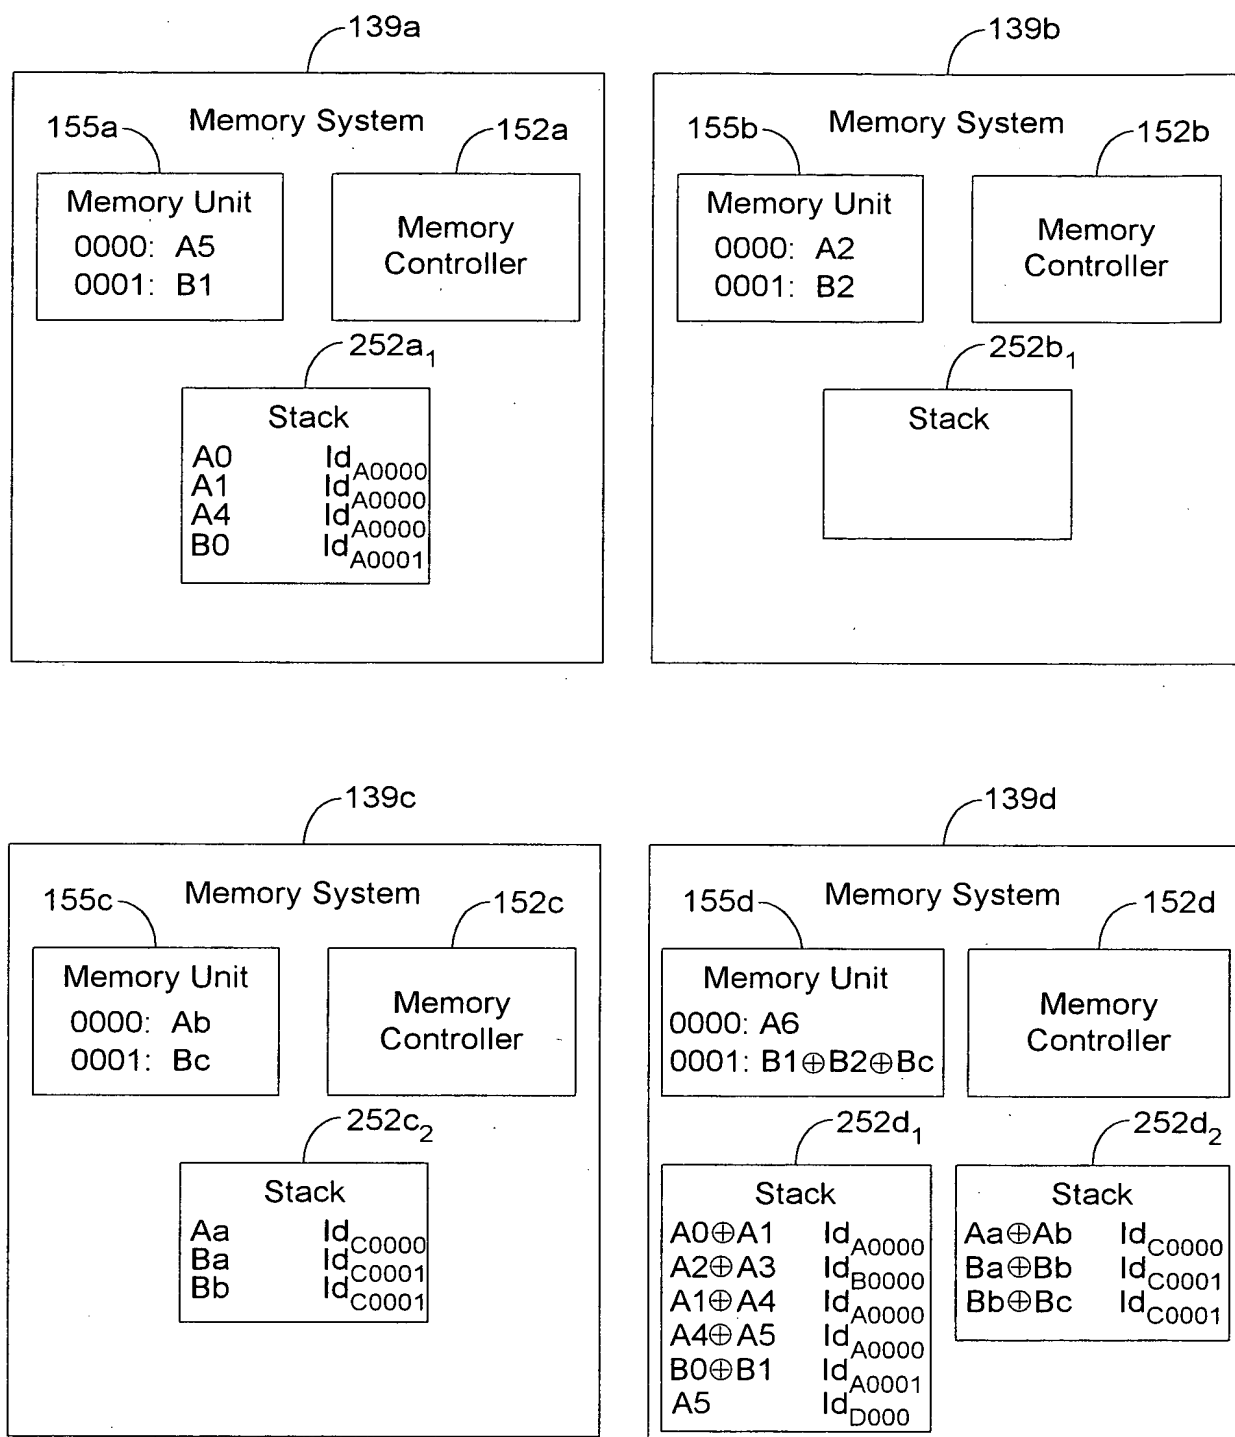 139a
Memory System
155a
152a
Memory Unit
0000: A5
0001: B1
Memory
Controller
252a1
Stack
A0 IdA0000
A1 IdA0000
A4 IdA0000
B0 IdA0001
139b
Memory System
155b
152b
Memory Unit
0000: A2
0001: B2
Memory
Controller
252b1
Stack
139c
Memory System
155c
152c
Memory Unit
0000: Ab
0001: Bc
Memory
Controller
252c2
Stack
Aa IdC0000
Ba IdC0001
Bb IdC0001
139d
Memory System
155d
152d
Memory Unit
0000: A6
0001: B1⊕B2⊕Bc
Memory
Controller
252d1
Stack
A0⊕A1 IdA0000
A2⊕A3 IdB0000
A1⊕A4 IdA0000
A4⊕A5 IdA0000
B0⊕B1 IdA0001
A5 IdD000
252d2
Stack
Aa⊕Ab IdC0000
Ba⊕Bb IdC0001
Bb⊕Bc IdC0001